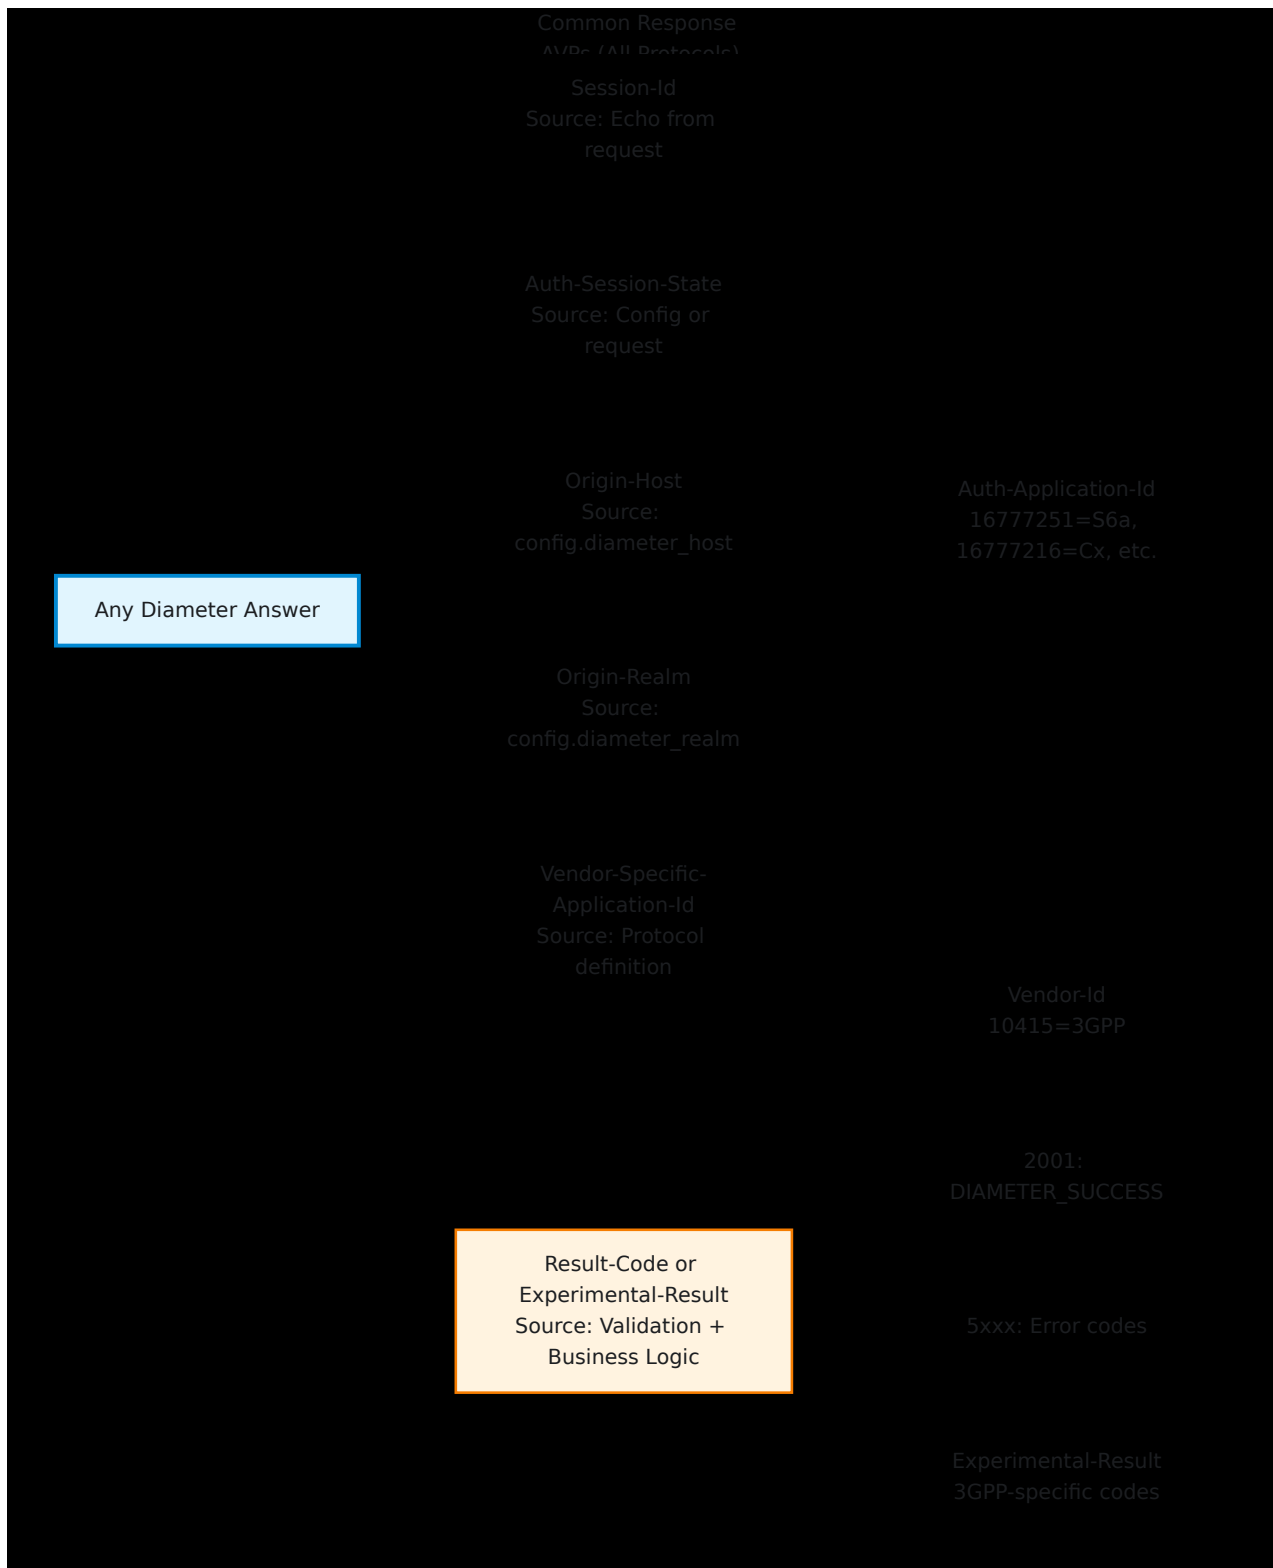 Common Response
AVPs (All Protocols)
Session-Id
Source: Echo from
request
Auth-Session-State
Source: Config or
request
Origin-Host
Source:
config.diameter_host
Auth-Application-Id
16777251=S6a,
16777216=Cx, etc.
Any Diameter Answer
Origin-Realm
Source:
config.diameter_realm
Vendor-Specific-
Application-Id
Source: Protocol
definition
Vendor-Id
10415=3GPP
2001:
DIAMETER_SUCCESS
Result-Code or
Experimental-Result
Source: Validation +
Business Logic
5xxx: Error codes
Experimental-Result
3GPP-specific codes